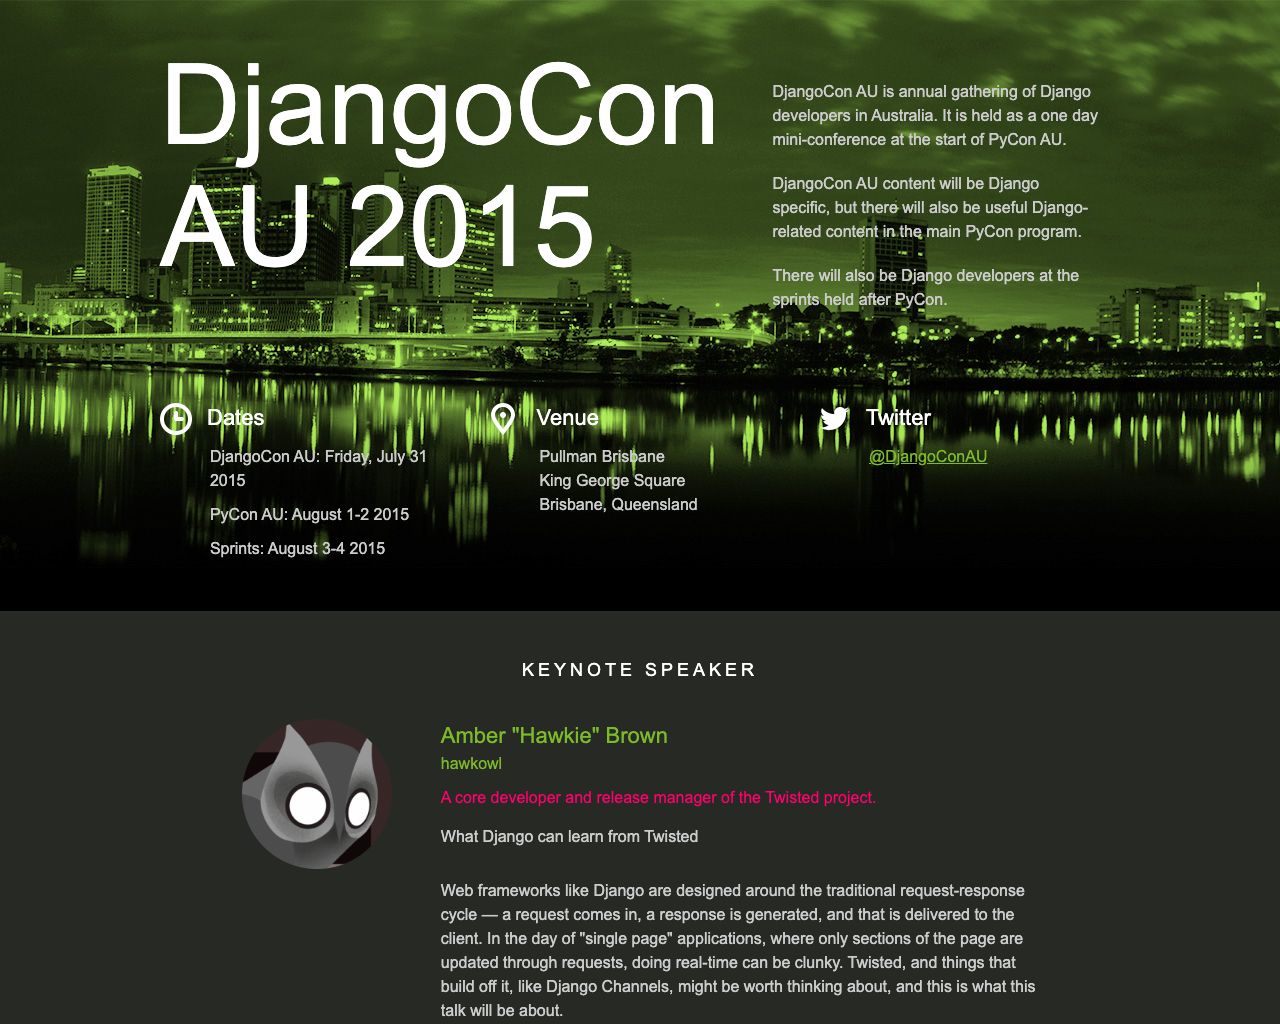 DjangoCon
AU 2015
DjangoCon AU is annual gathering of Django
developers in Australia. It is held as a one day
mini-conference at the start of PyCon AU.
DjangoCon AU content will be Django
specific, but there will also be useful Django-
related content in the main PyCon program.
There will also be Django developers at the
sprints held after PyCon.
Dates
DjangoCon AU: Friday, July 31
2015
PyCon AU: August 1-2 2015
Sprints: August 3-4 2015
Venue
Pullman Brisbane
King George Square
Brisbane, Queensland
Twitter
@DjangoConAU
KEYNOTE SPEAKER
Amber "Hawkie" Brown
hawkowl
A core developer and release manager of the Twisted project.
What Django can learn from Twisted
Web frameworks like Django are designed around the traditional request-response
cycle — a request comes in, a response is generated, and that is delivered to the
client. In the day of "single page" applications, where only sections of the page are
updated through requests, doing real-time can be clunky. Twisted, and things that
build off it, like Django Channels, might be worth thinking about, and this is what this
talk will be about.